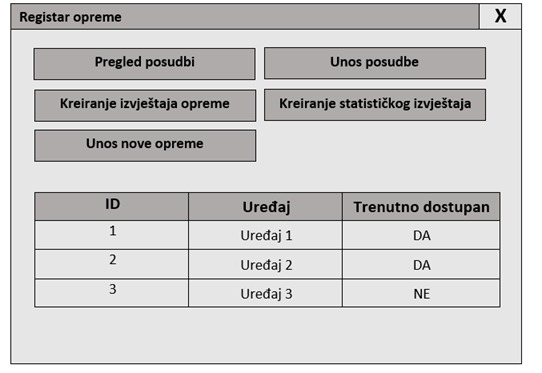 Registar opreme X
Pregled posudbi Unos posudbe
Kreiranje izvještaja opreme Kreiranje statističkog izvještaja
Unos nove opreme
ID Uređaj Trenutno dostupan
1 Uređaj 1 DA
2 Uređaj 2 DA
3 Uređaj 3 NE